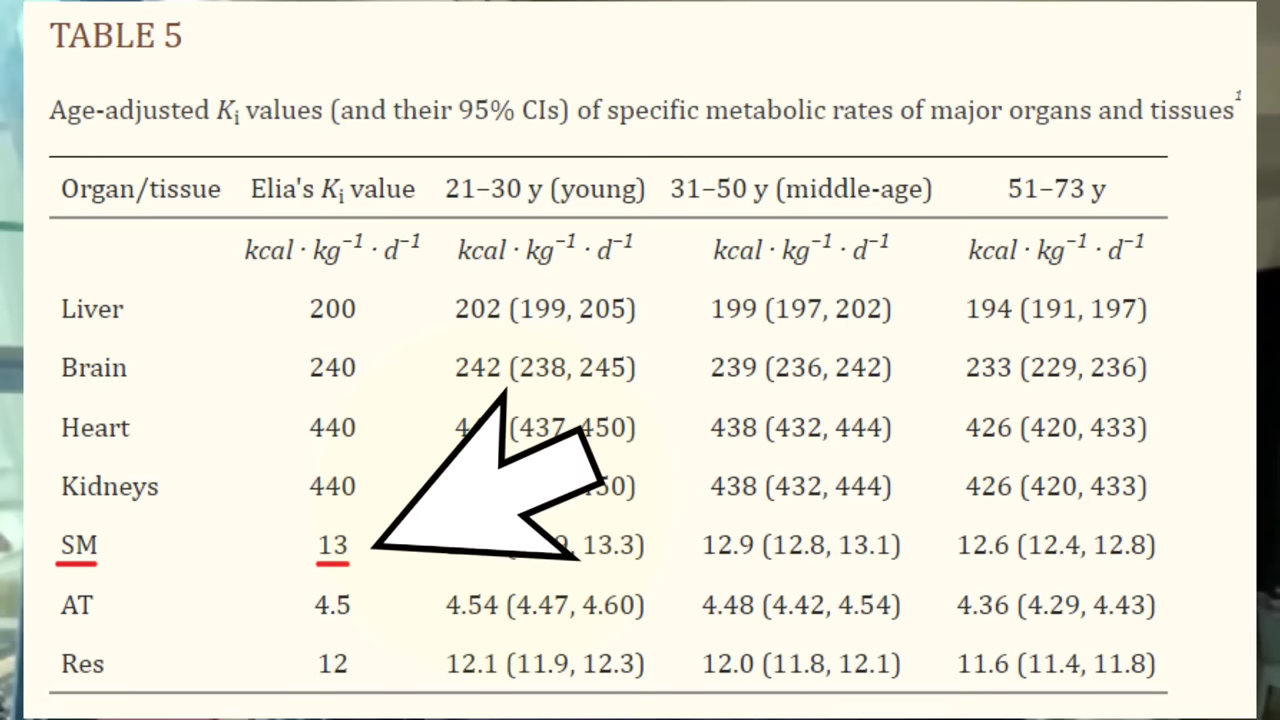 TABLE 5
Age-adjusted Ki values (and their 95% CIs) of specific metabolic rates of major organs and tissues1
Organ/tissue Elia's Ki value 21–30 y (young) 31–50 y (middle-age) 51–73 y
kcal · kg−1 · d−1 kcal · kg−1 · d−1 kcal · kg−1 · d−1 kcal · kg−1 · d−1
Liver 200 202 (199, 205) 199 (197, 202) 194 (191, 197)
Brain 240 242 (238, 245) 239 (236, 242) 233 (229, 236)
Heart 440 (437, 450) 438 (432, 444) 426 (420, 433)
Kidneys 440 438 (432, 444) 426 (420, 433)
SM 13 13.3) 12.9 (12.8, 13.1) 12.6 (12.4, 12.8)
AT 4.5 4.54 (4.47, 4.60) 4.48 (4.42, 4.54) 4.36 (4.29, 4.43)
Res 12 12.1 (11.9, 12.3) 12.0 (11.8, 12.1) 11.6 (11.4, 11.8)